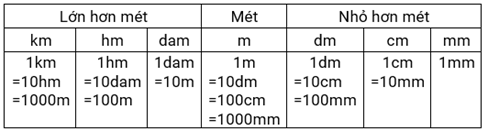 Lớn hơn mét Mét Nhỏ hơn mét
km hm dam m dm cm mm
1km 1hm 1dam 1m 1dm 1cm 1mm
=10hm =10dam =10m =10dm =10cm =10mm
=1000m =100m =100cm =100mm
=1000mm